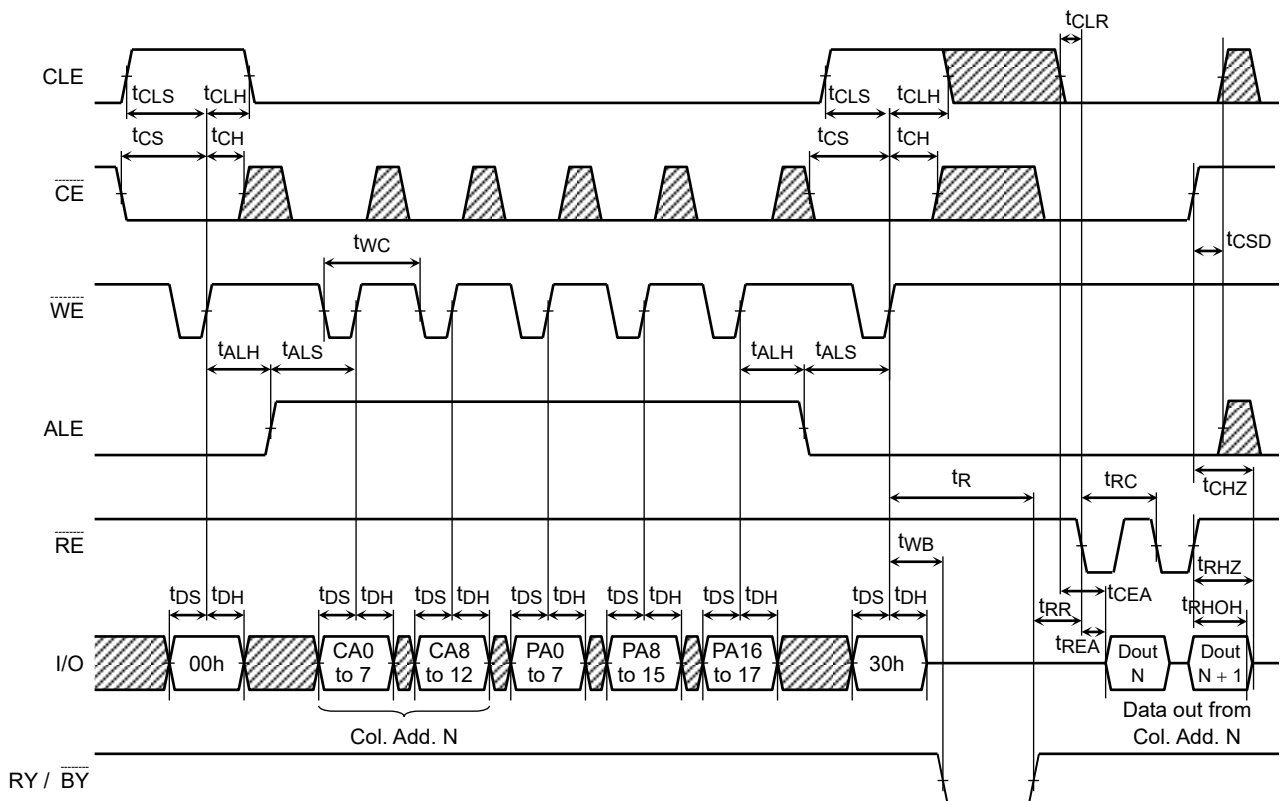 tCLR
CLE
tCLS tCLH tCLS tCLH
tCS tCH tCS tCH
CE
tCSD
tWC
WE
tALH tALS tALH tALS
ALE
tR tRC tCHZ
RE
tWB
tRHZ
tDS tDH tDS tDH tDS tDH tDS tDH tDS tDH tDS tDH tDS tDH
tCEA
tRR tRHOH
tREA
I/O
00h
CA0
to 7
CA8
to 12
PA0
to 7
PA8
to 15
PA16
to 17
30h
Dout
N
Dout
N + 1
Col. Add. N
Data out from
Col. Add. N
RY / BY